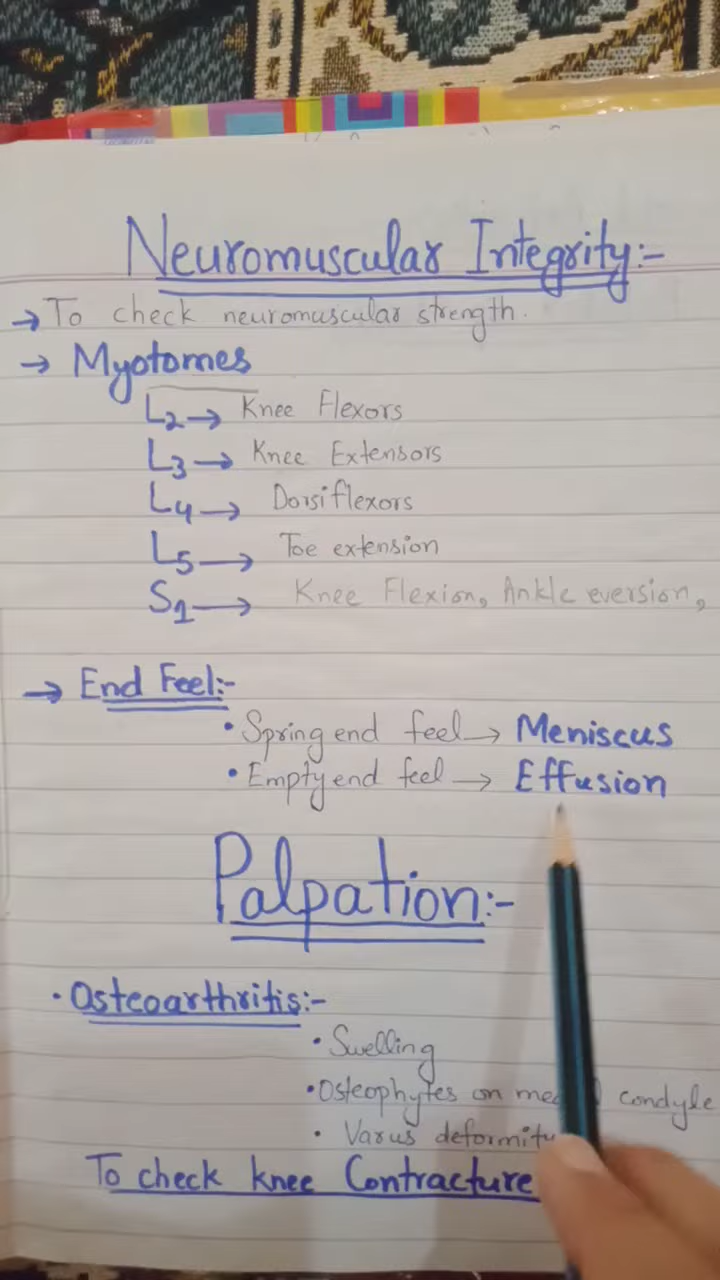 Neuromuscular Integrity:-
→ To check neuromuscular strength.
→ Myotomes
L2 → Knee Flexors
L3 → Knee Extensors
L4 → Dorsiflexors
L5 → Toe extension
S1 → Knee Flexion, Ankle eversion,
→ End Feel:-
• Spring end feel → Meniscus
• Empty end feel → Effusion
Palpation:-
• Osteoarthritis:-
• Swelling
• Osteophytes on condyle
• Varus deformity
To check knee Contracture